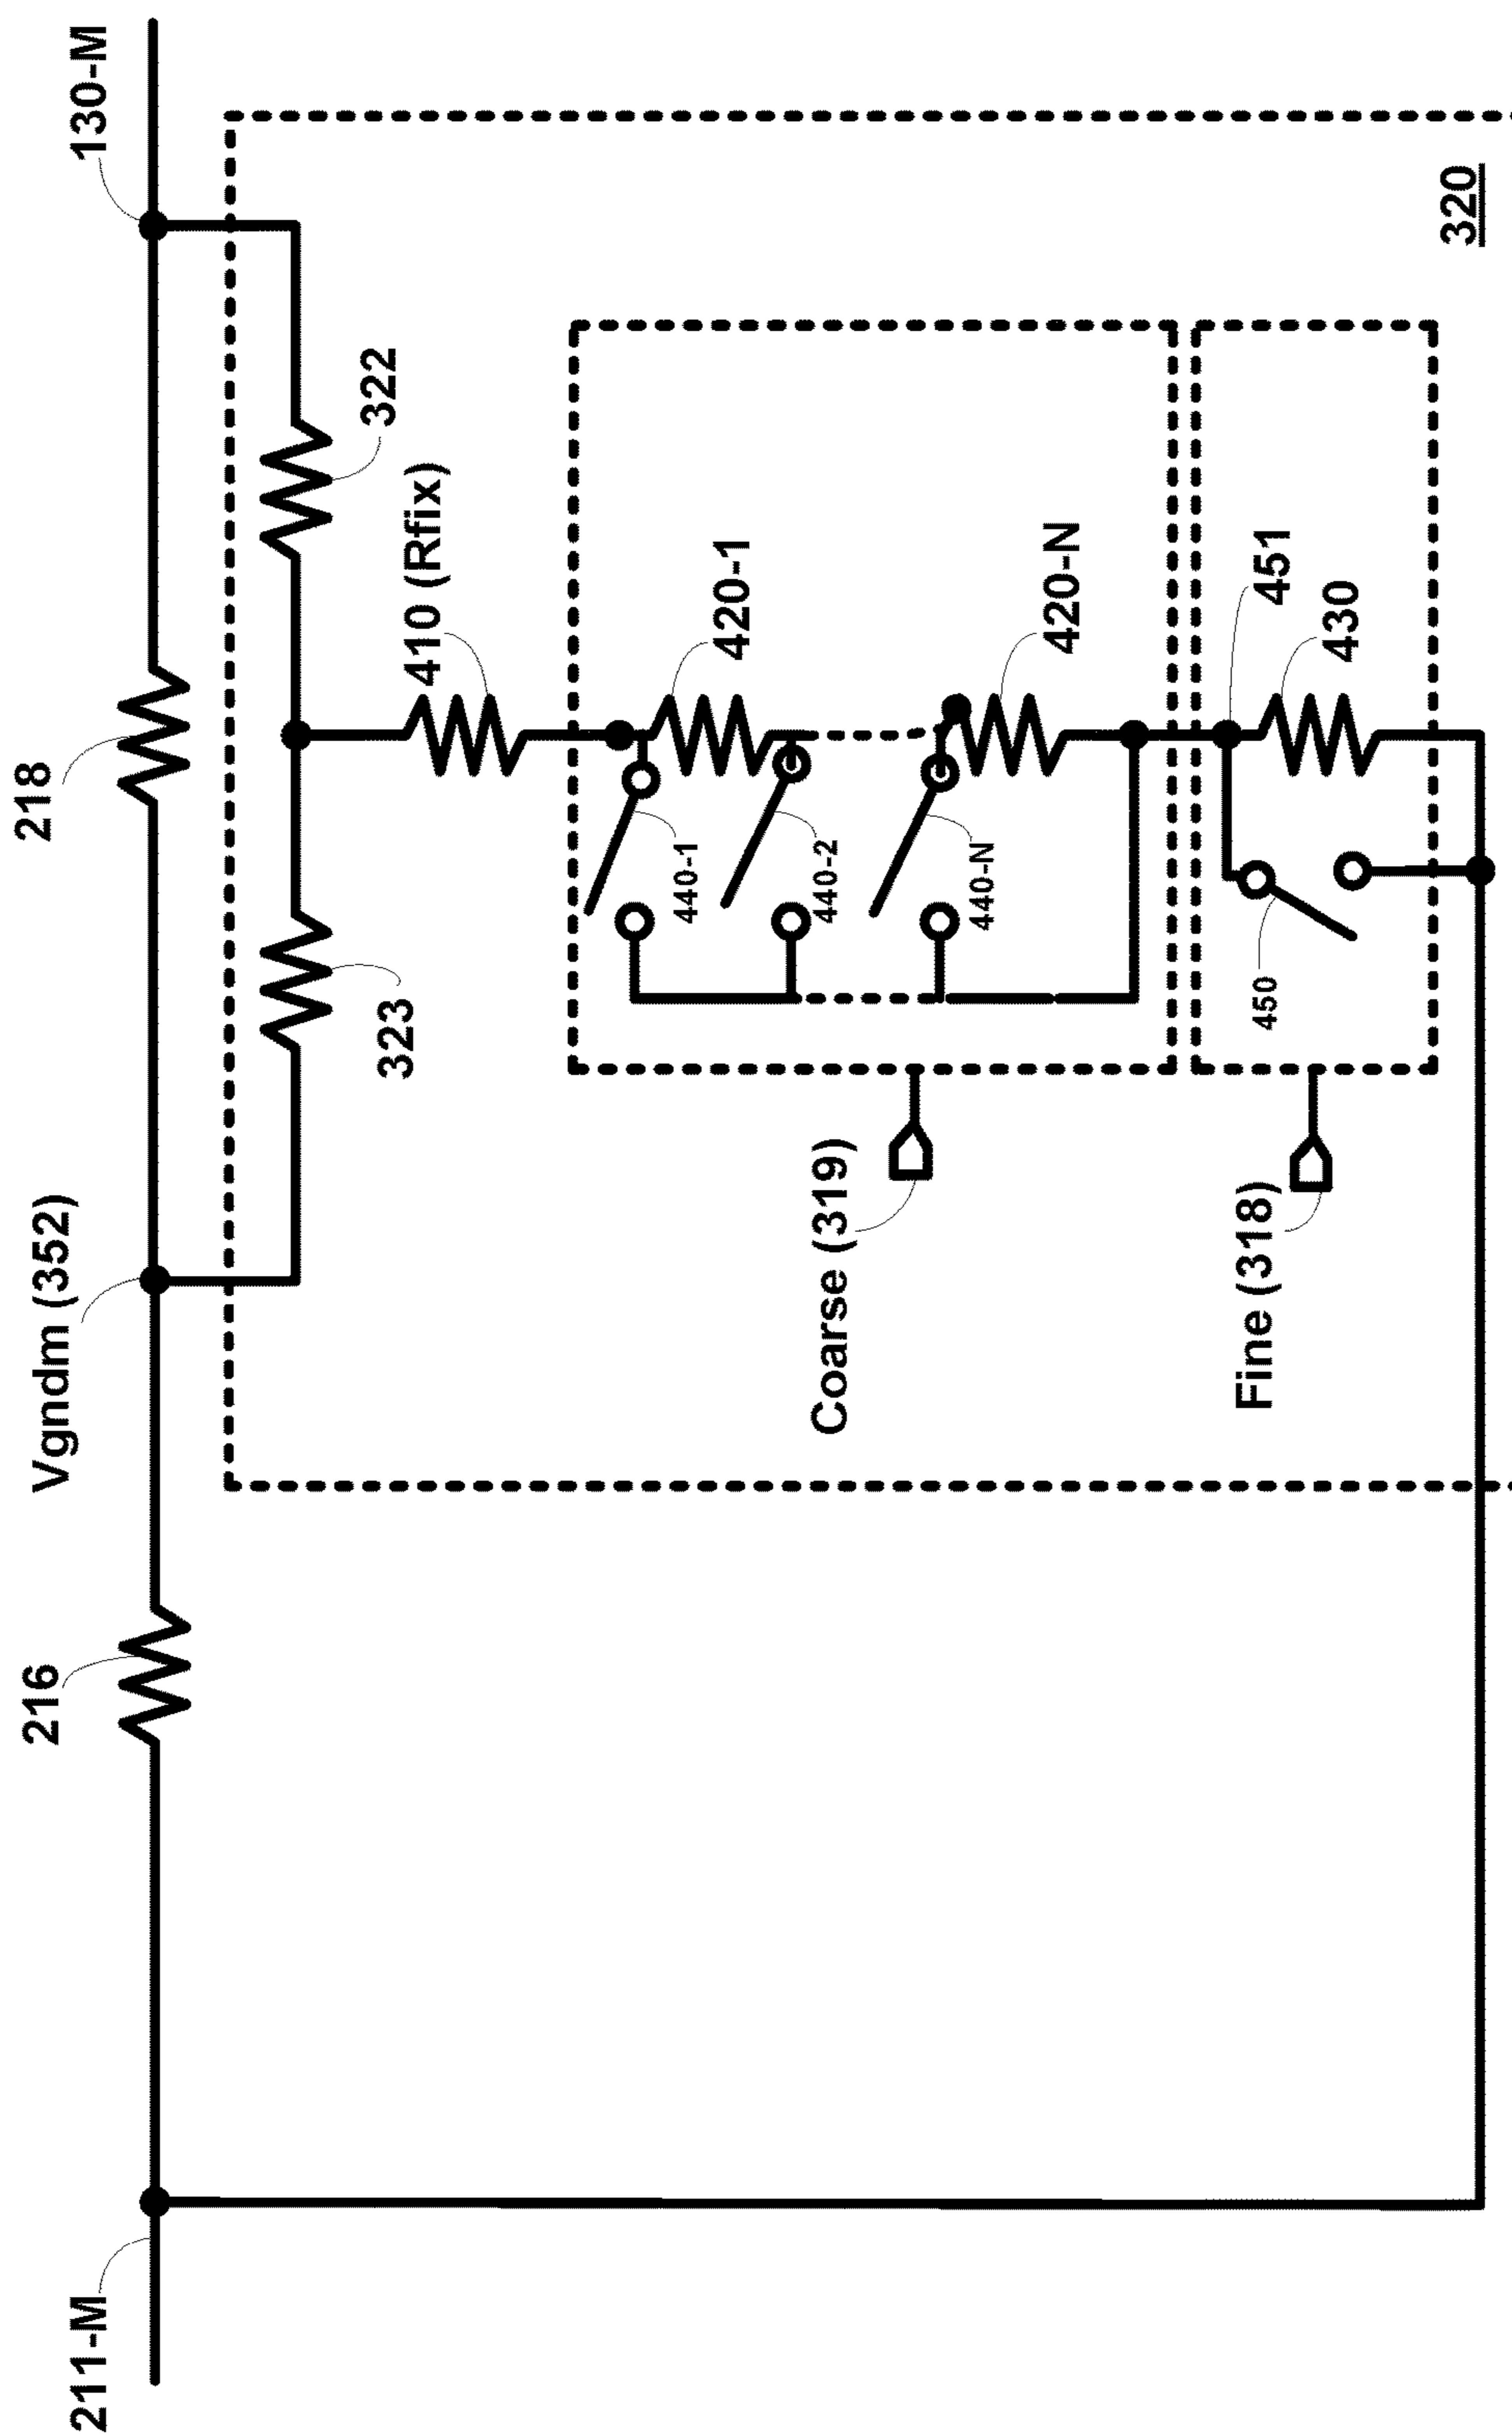 211-M
216
Vgndm (352)
218
130-M
323
322
410 (Rfix)
440-1
420-1
440-2
440-N
420-N
Coarse (319)
451
450
430
Fine (318)
320